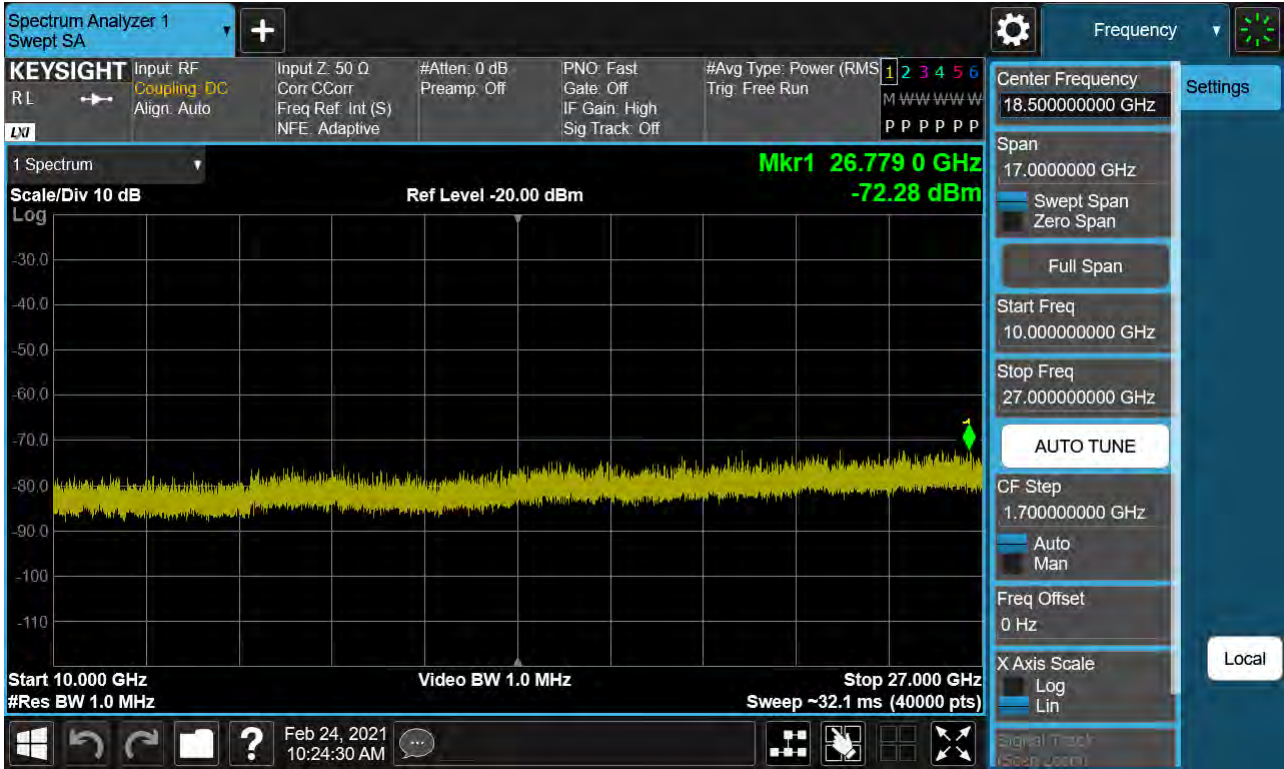 Spectrum Analyzer 1
Swept SA
+
Frequency
KEYSIGHT
R L
LXI
Input: RF
Coupling: DC
Align: Auto
Input Z: 50 Ω
Corr CCorr
Freq Ref: Int (S)
NFE: Adaptive
#Atten: 0 dB
Preamp: Off
PNO: Fast
Gate: Off
IF Gain: High
Sig Track: Off
#Avg Type: Power (RMS
Trig: Free Run
1 2 3 4 5 6
M W W W W W
P P P P P P
Center Frequency
18.500000000 GHz
Settings
Span
17.0000000 GHz
Swept Span
Zero Span
Full Span
Start Freq
10.000000000 GHz
Stop Freq
27.000000000 GHz
AUTO TUNE
CF Step
1.700000000 GHz
Auto
Man
Freq Offset
0 Hz
X Axis Scale
Log
Lin
Signal Track
(Span Zoom)
Local
1 Spectrum
Mkr1 26.779 0 GHz
Scale/Div 10 dB
Ref Level -20.00 dBm
-72.28 dBm
Log
-30.0
-40.0
-50.0
-60.0
-70.0
1
-80.0
-90.0
-100
-110
Start 10.000 GHz
Video BW 1.0 MHz
Stop 27.000 GHz
#Res BW 1.0 MHz
Sweep ~32.1 ms (40000 pts)
?
Feb 24, 2021
10:24:30 AM